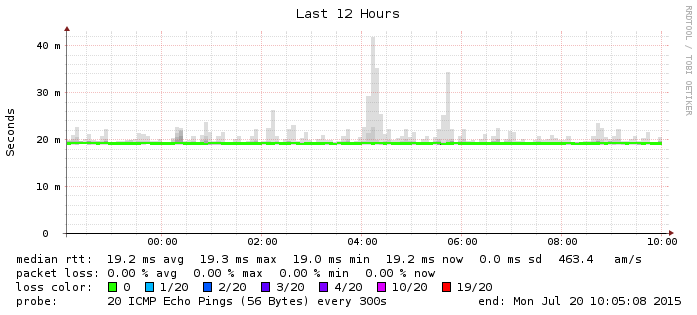 Last 12 Hours
RRDTOOL / TOBI OETIKER
Seconds
40 m
30 m
20 m
10 m
0
00:00 02:00 04:00 06:00 08:00 10:00
median rtt: 19.2 ms avg 19.3 ms max 19.0 ms min 19.2 ms now 0.0 ms sd 463.4 am/s
packet loss: 0.00 % avg 0.00 % max 0.00 % min 0.00 % now
loss color: 0 1/20 2/20 3/20 4/20 10/20 19/20
probe: 20 ICMP Echo Pings (56 Bytes) every 300s end: Mon Jul 20 10:05:08 2015